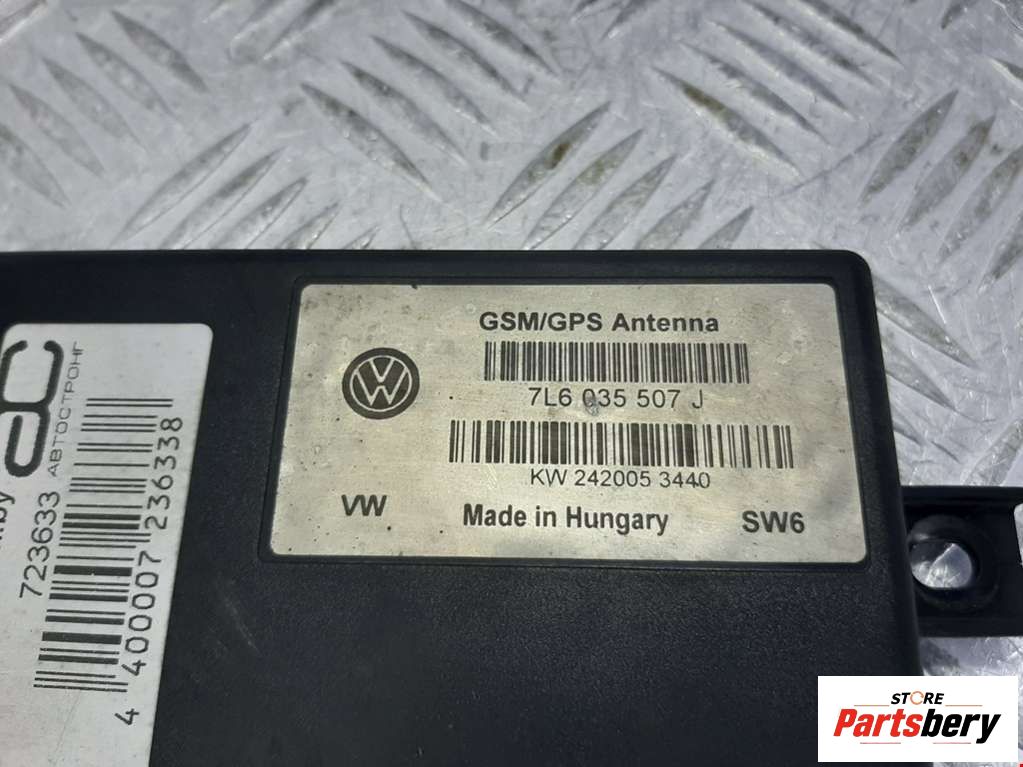 GSM/GPS Antenna
7L6 035 507 J
KW 242005 3440
VW
Made in Hungary
SW6
АВТОСТРОНГ
723633
4 400007 236338
STORE
Partsbery